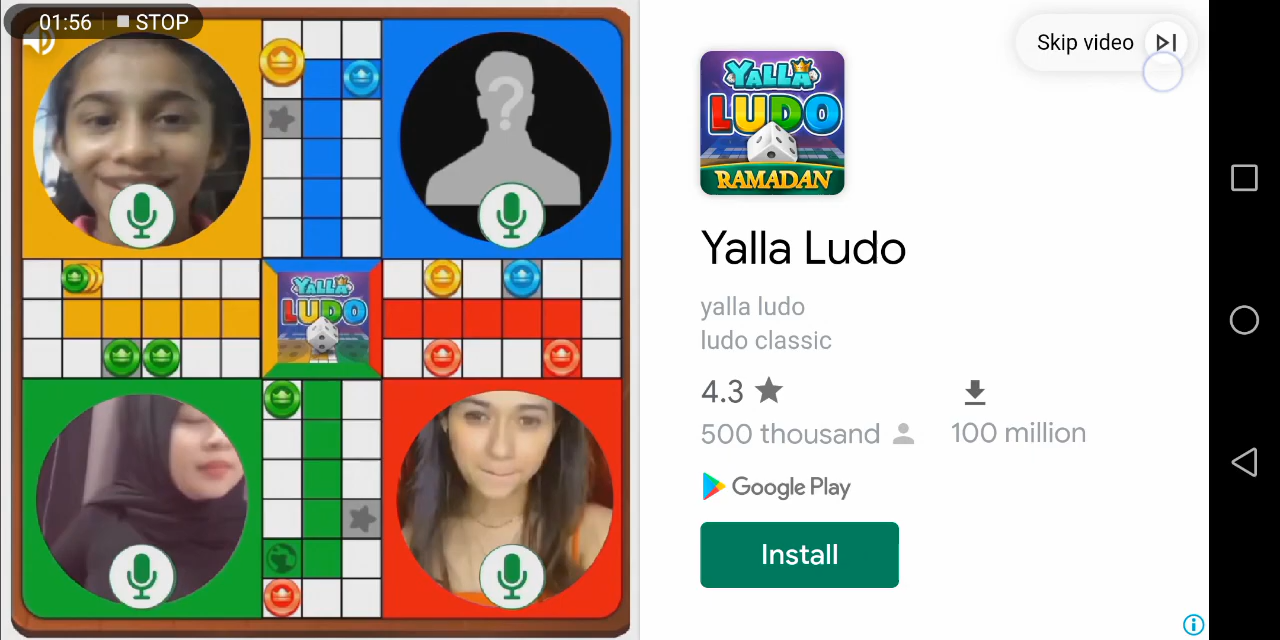 01:56 STOP
Skip video
YALLA
LUDO
RAMADAN
Yalla Ludo
yalla ludo
ludo classic
4.3
500 thousand 100 million
Google Play
Install
YALLA
LUDO